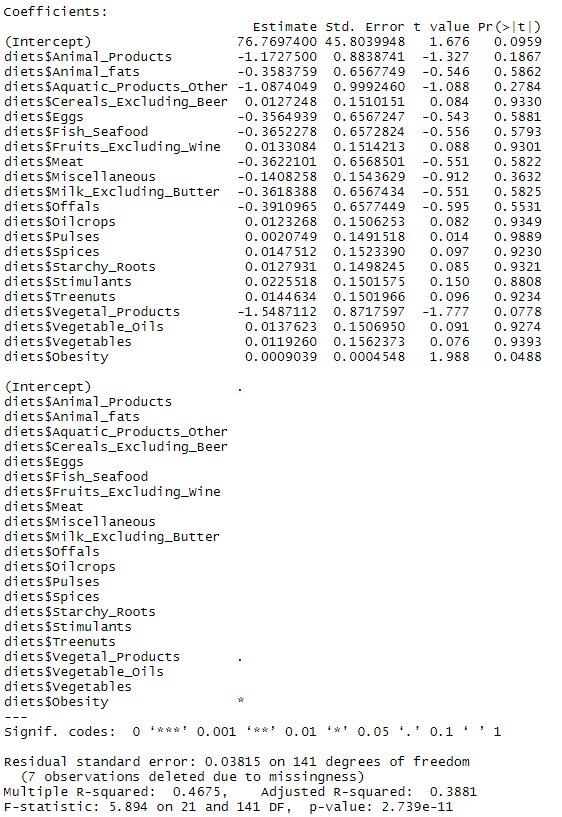 Coefficients:
Estimate Std. Error t value Pr(>|t|)
(Intercept) 76.7697400 45.8039948 1.676 0.0959
diets$Animal_Products -1.1727500 0.8838741 -1.327 0.1867
diets$Animal_fats -0.3583759 0.6567749 -0.546 0.5862
diets$Aquatic_Products_Other -1.0874049 0.9992460 -1.088 0.2784
diets$Cereals_Excluding_Beer 0.0127248 0.1510151 0.084 0.9330
diets$Eggs -0.3564939 0.6567247 -0.543 0.5881
diets$Fish_Seafood -0.3652278 0.6572824 -0.556 0.5793
diets$Fruits_Excluding_Wine 0.0133084 0.1514213 0.088 0.9301
diets$Meat -0.3622101 0.6568501 -0.551 0.5822
diets$Miscellaneous -0.1408258 0.1543629 -0.912 0.3632
diets$Milk_Excluding_Butter -0.3618388 0.6567434 -0.551 0.5825
diets$Offals -0.3910965 0.6577449 -0.595 0.5531
diets$Oilcrops 0.0123268 0.1506253 0.082 0.9349
diets$Pulses 0.0020749 0.1491518 0.014 0.9889
diets$Spices 0.0147512 0.1523390 0.097 0.9230
diets$Starchy_Roots 0.0127931 0.1498245 0.085 0.9321
diets$Stimulants 0.0225518 0.1501575 0.150 0.8808
diets$Treenuts 0.0144634 0.1501966 0.096 0.9234
diets$Vegetal_Products -1.5487112 0.8717597 -1.777 0.0778
diets$Vegetable_Oils 0.0137623 0.1506950 0.091 0.9274
diets$Vegetables 0.0119260 0.1562373 0.076 0.9393
diets$Obesity 0.0009039 0.0004548 1.988 0.0488
(Intercept) .
diets$Animal_Products
diets$Animal_fats
diets$Aquatic_Products_Other
diets$Cereals_Excluding_Beer
diets$Eggs
diets$Fish_Seafood
diets$Fruits_Excluding_Wine
diets$Meat
diets$Miscellaneous
diets$Milk_Excluding_Butter
diets$Offals
diets$Oilcrops
diets$Pulses
diets$Spices
diets$Starchy_Roots
diets$Stimulants
diets$Treenuts
diets$Vegetal_Products .
diets$Vegetable_Oils
diets$Vegetables
diets$Obesity *
---
Signif. codes: 0 ‘***’ 0.001 ‘**’ 0.01 ‘*’ 0.05 ‘.’ 0.1 ‘ ’ 1
Residual standard error: 0.03815 on 141 degrees of freedom
(7 observations deleted due to missingness)
Multiple R-squared: 0.4675, Adjusted R-squared: 0.3881
F-statistic: 5.894 on 21 and 141 DF, p-value: 2.739e-11